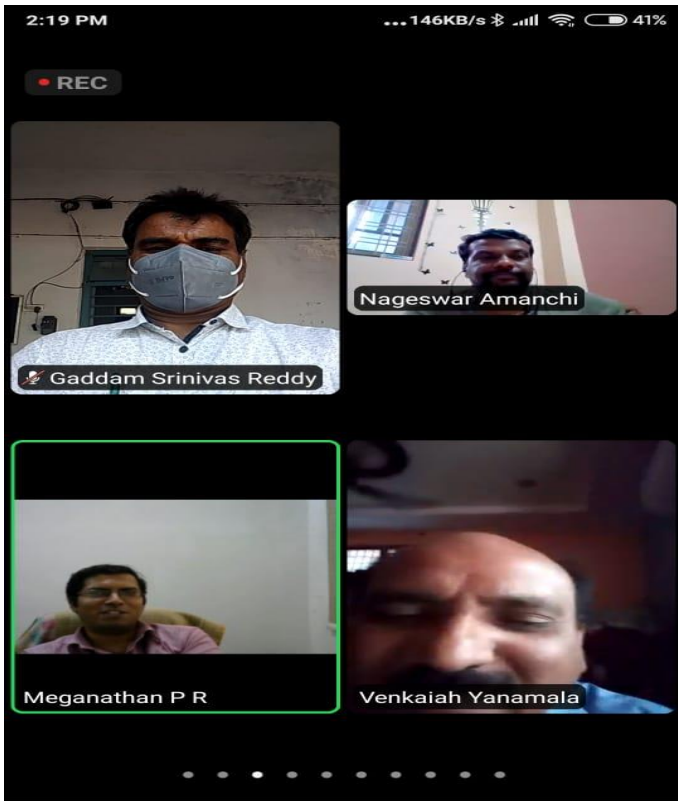 2:19 PM
...146KB/s 41%
REC
Gaddam Srinivas Reddy
Nageswar Amanchi
Meganathan P R
Venkaiah Yanamala